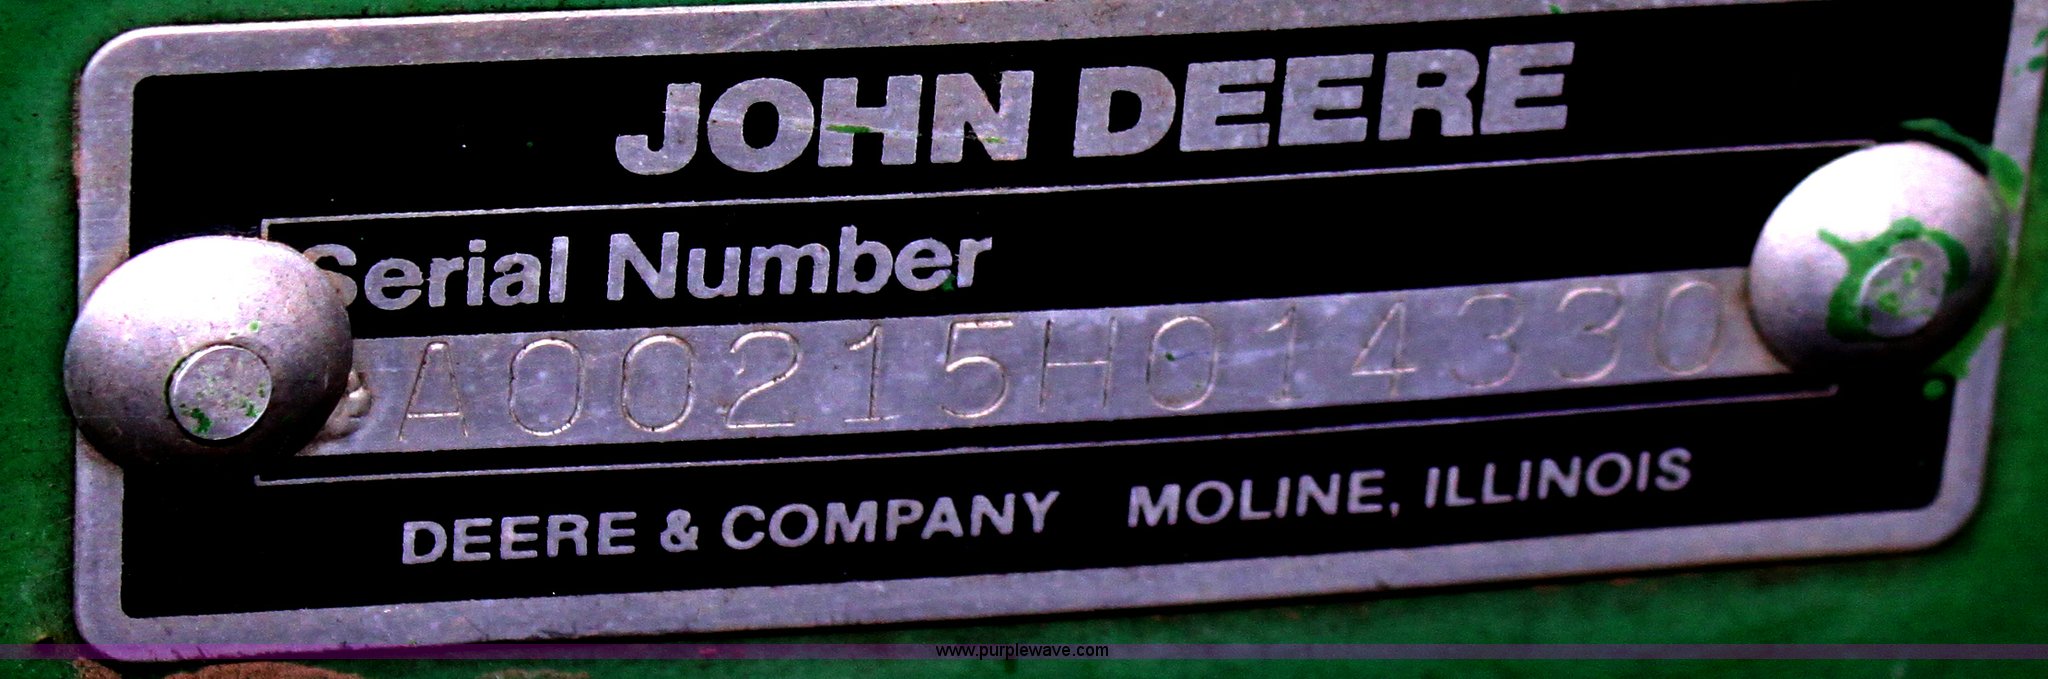 JOHN DEERE
Serial Number
A00215H014330
DEERE & COMPANY MOLINE, ILLINOIS
www.purplewave.com